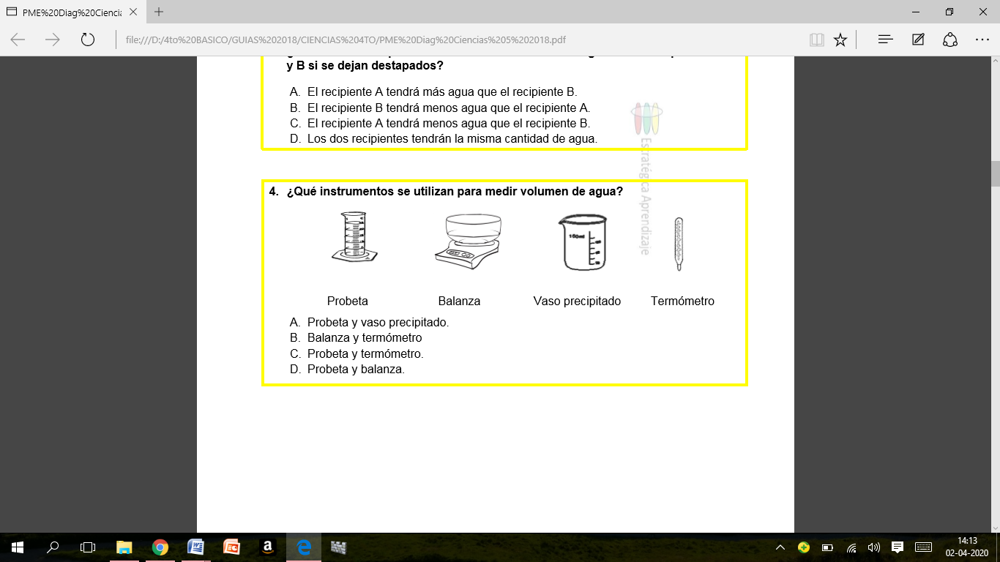 PME%20Diag%20Ciencia
file:///D:/4to%20BASICO/GUIAS%202018/CIENCIAS%204TO/PME%20Diag%20Ciencias%205%202018.pdf
y B si se dejan destapados?
A. El recipiente A tendrá más agua que el recipiente B.
B. El recipiente B tendrá menos agua que el recipiente A.
C. El recipiente A tendrá menos agua que el recipiente B.
D. Los dos recipientes tendrán la misma cantidad de agua.
Estratégica Aprendizaje
4. ¿Qué instrumentos se utilizan para medir volumen de agua?
150ml
Probeta Balanza Vaso precipitado Termómetro
A. Probeta y vaso precipitado.
B. Balanza y termómetro
C. Probeta y termómetro.
D. Probeta y balanza.
14:13
02-04-2020